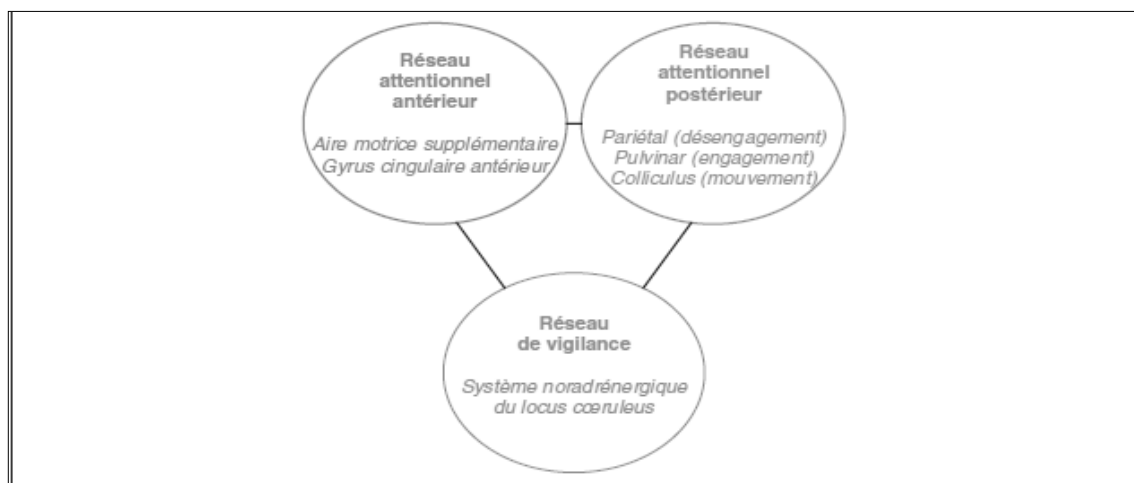 Réseau
attentionnel
antérieur
Aire motrice supplémentaire
Gyrus cingulaire antérieur
Réseau
attentionnel
postérieur
Pariétal (désengagement)
Pulvinar (engagement)
Colliculus (mouvement)
Réseau
de vigilance
Système noradrénergique
du locus cœruleus